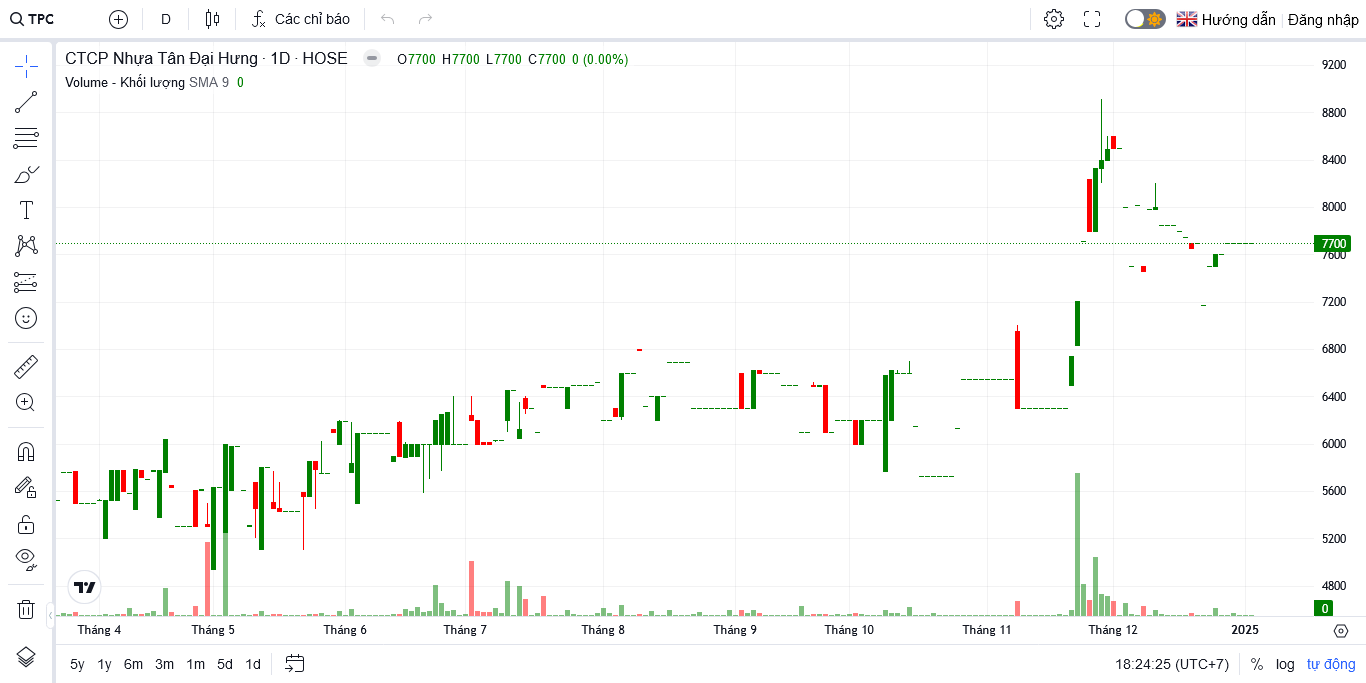 TPC D Các chỉ báo Hướng dẫn Đăng nhập
CTCP Nhựa Tân Đại Hưng · 1D · HOSE O7700 H7700 L7700 C7700 0 (0.00%)
Volume - Khối lượng SMA 9 0
9200
8800
8400
8000
7700
7600
7200
6800
6400
6000
5600
5200
4800
0
Tháng 4 Tháng 5 Tháng 6 Tháng 7 Tháng 8 Tháng 9 Tháng 10 Tháng 11 Tháng 12 2025
5y 1y 6m 3m 1m 5d 1d 18:24:25 (UTC+7) % log tự động